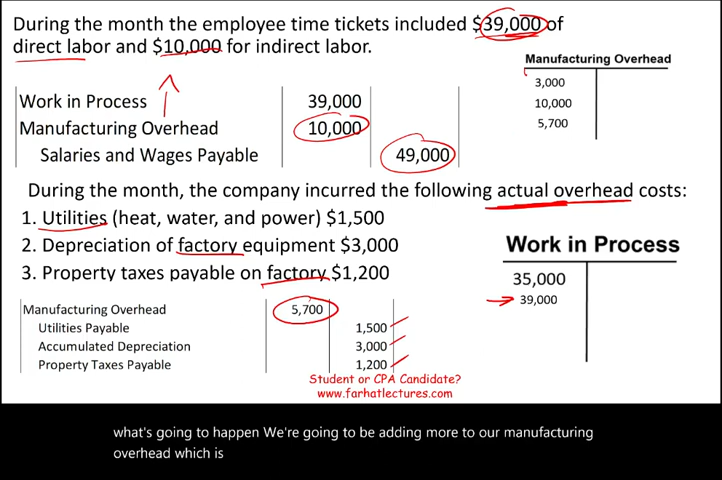 During the month the employee time tickets included $39,000 of
direct labor and $10,000 for indirect labor.
Manufacturing Overhead
3,000
10,000
5,700
Work in Process 39,000
Manufacturing Overhead 10,000
Salaries and Wages Payable 49,000
During the month, the company incurred the following actual overhead costs:
1. Utilities (heat, water, and power) $1,500
2. Depreciation of factory equipment $3,000
3. Property taxes payable on factory $1,200
Work in Process
35,000
39,000
Manufacturing Overhead 5,700
Utilities Payable 1,500
Accumulated Depreciation 3,000
Property Taxes Payable 1,200
Student or CPA Candidate?
www.farhatlectures.com
what's going to happen We're going to be adding more to our manufacturing
overhead which is